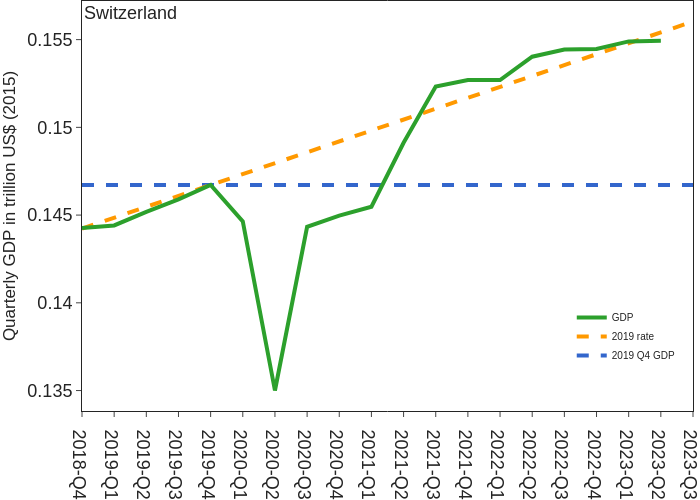 Switzerland
Quarterly GDP in trillion US$ (2015)
0.155
0.15
0.145
0.14
0.135
GDP
2019 rate
2019 Q4 GDP
2018-Q4
2019-Q1
2019-Q2
2019-Q3
2019-Q4
2020-Q1
2020-Q2
2020-Q3
2020-Q4
2021-Q1
2021-Q2
2021-Q3
2021-Q4
2022-Q1
2022-Q2
2022-Q3
2022-Q4
2023-Q1
2023-Q2
2023-Q3